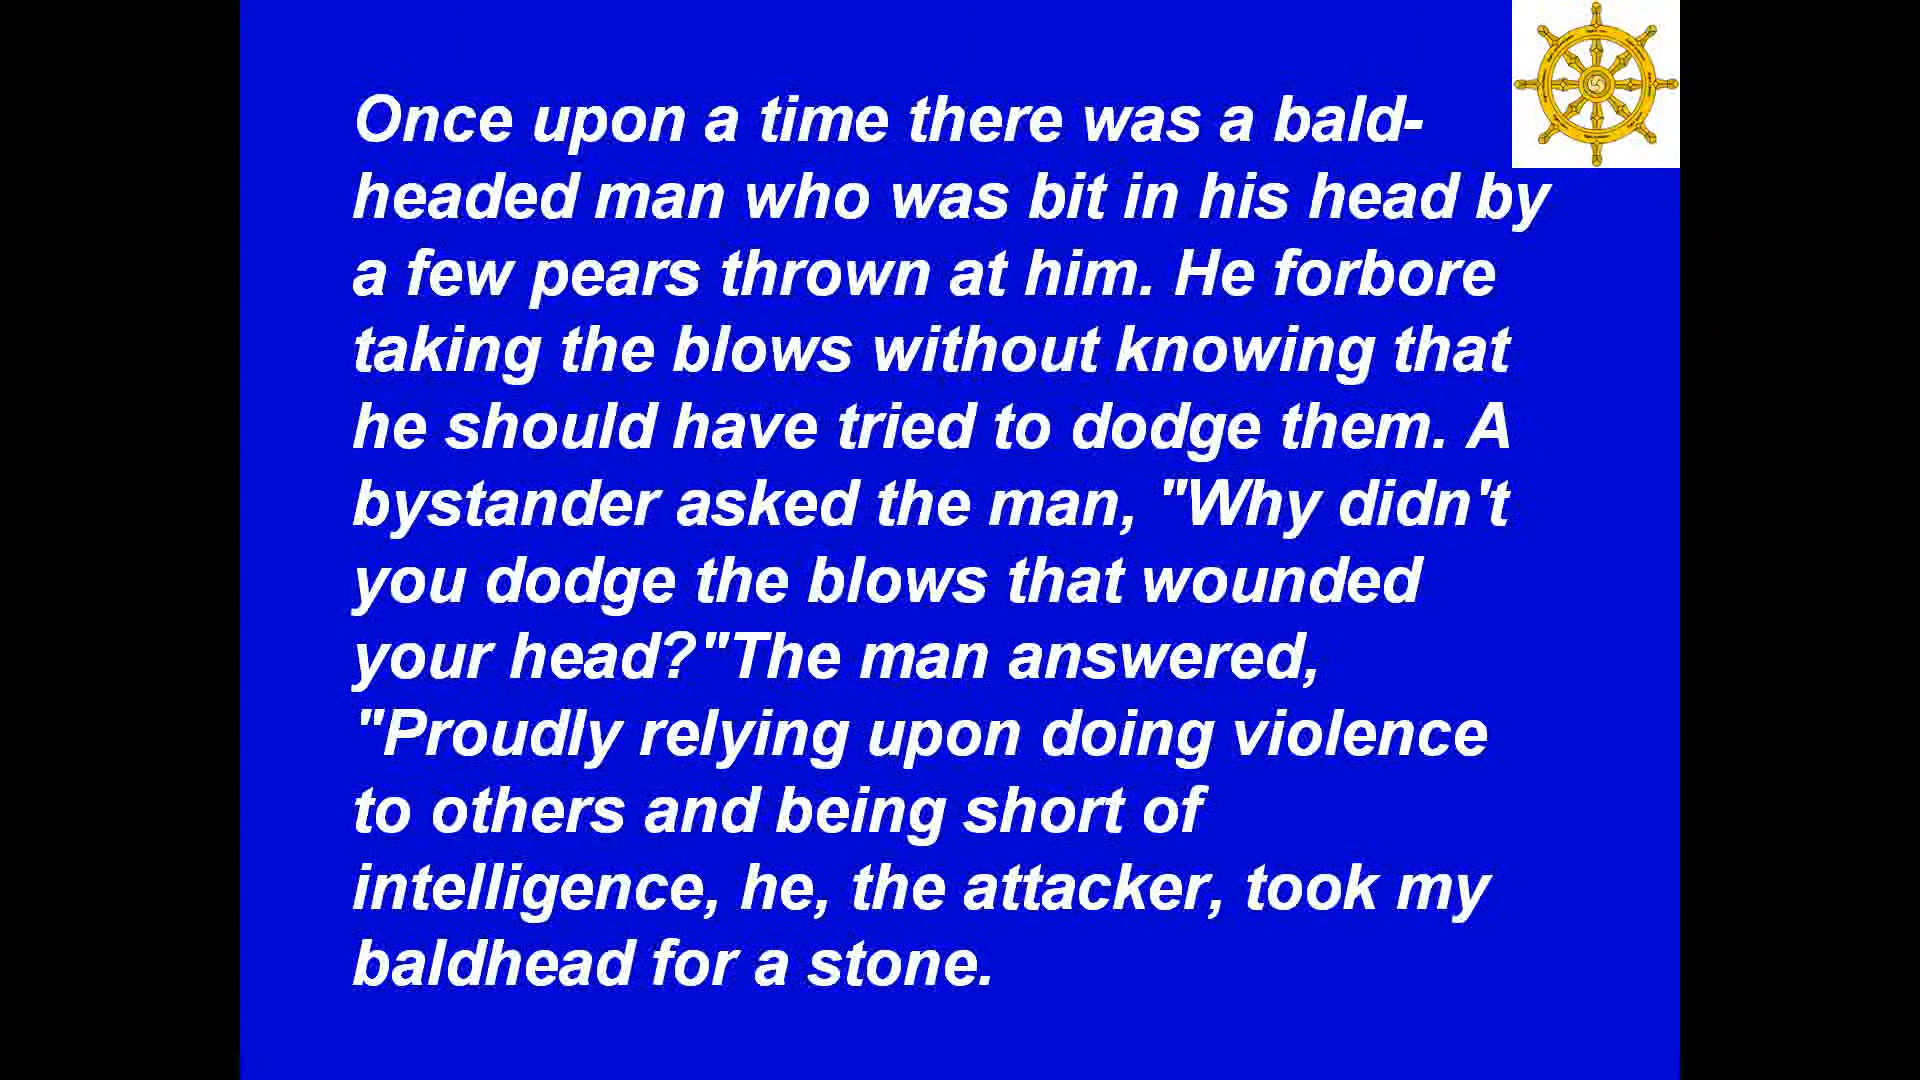 Once upon a time there was a bald-
headed man who was bit in his head by
a few pears thrown at him. He forbore
taking the blows without knowing that
he should have tried to dodge them. A
bystander asked the man, "Why didn't
you dodge the blows that wounded
your head?"The man answered,
"Proudly relying upon doing violence
to others and being short of
intelligence, he, the attacker, took my
baldhead for a stone.